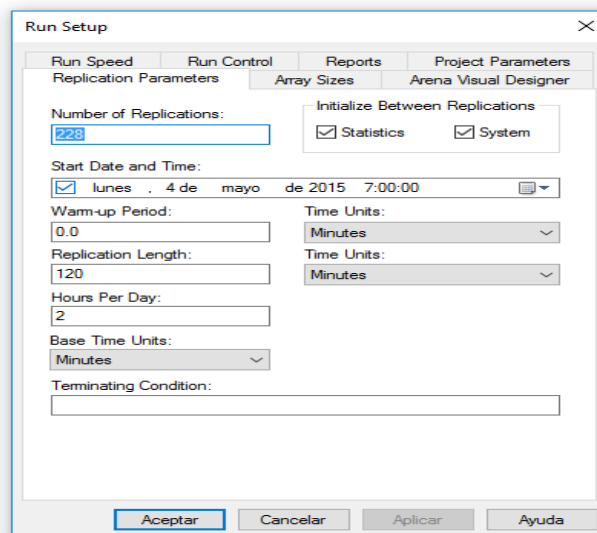 Run Setup
Run Speed Run Control Reports Project Parameters
Replication Parameters Array Sizes Arena Visual Designer
Number of Replications:
228
Initialize Between Replications
Statistics System
Start Date and Time:
lunes , 4 de mayo de 2015 7:00:00
Warm-up Period: Time Units:
0.0 Minutes
Replication Length: Time Units:
120 Minutes
Hours Per Day:
2
Base Time Units:
Minutes
Terminating Condition:
Aceptar Cancelar Aplicar Ayuda